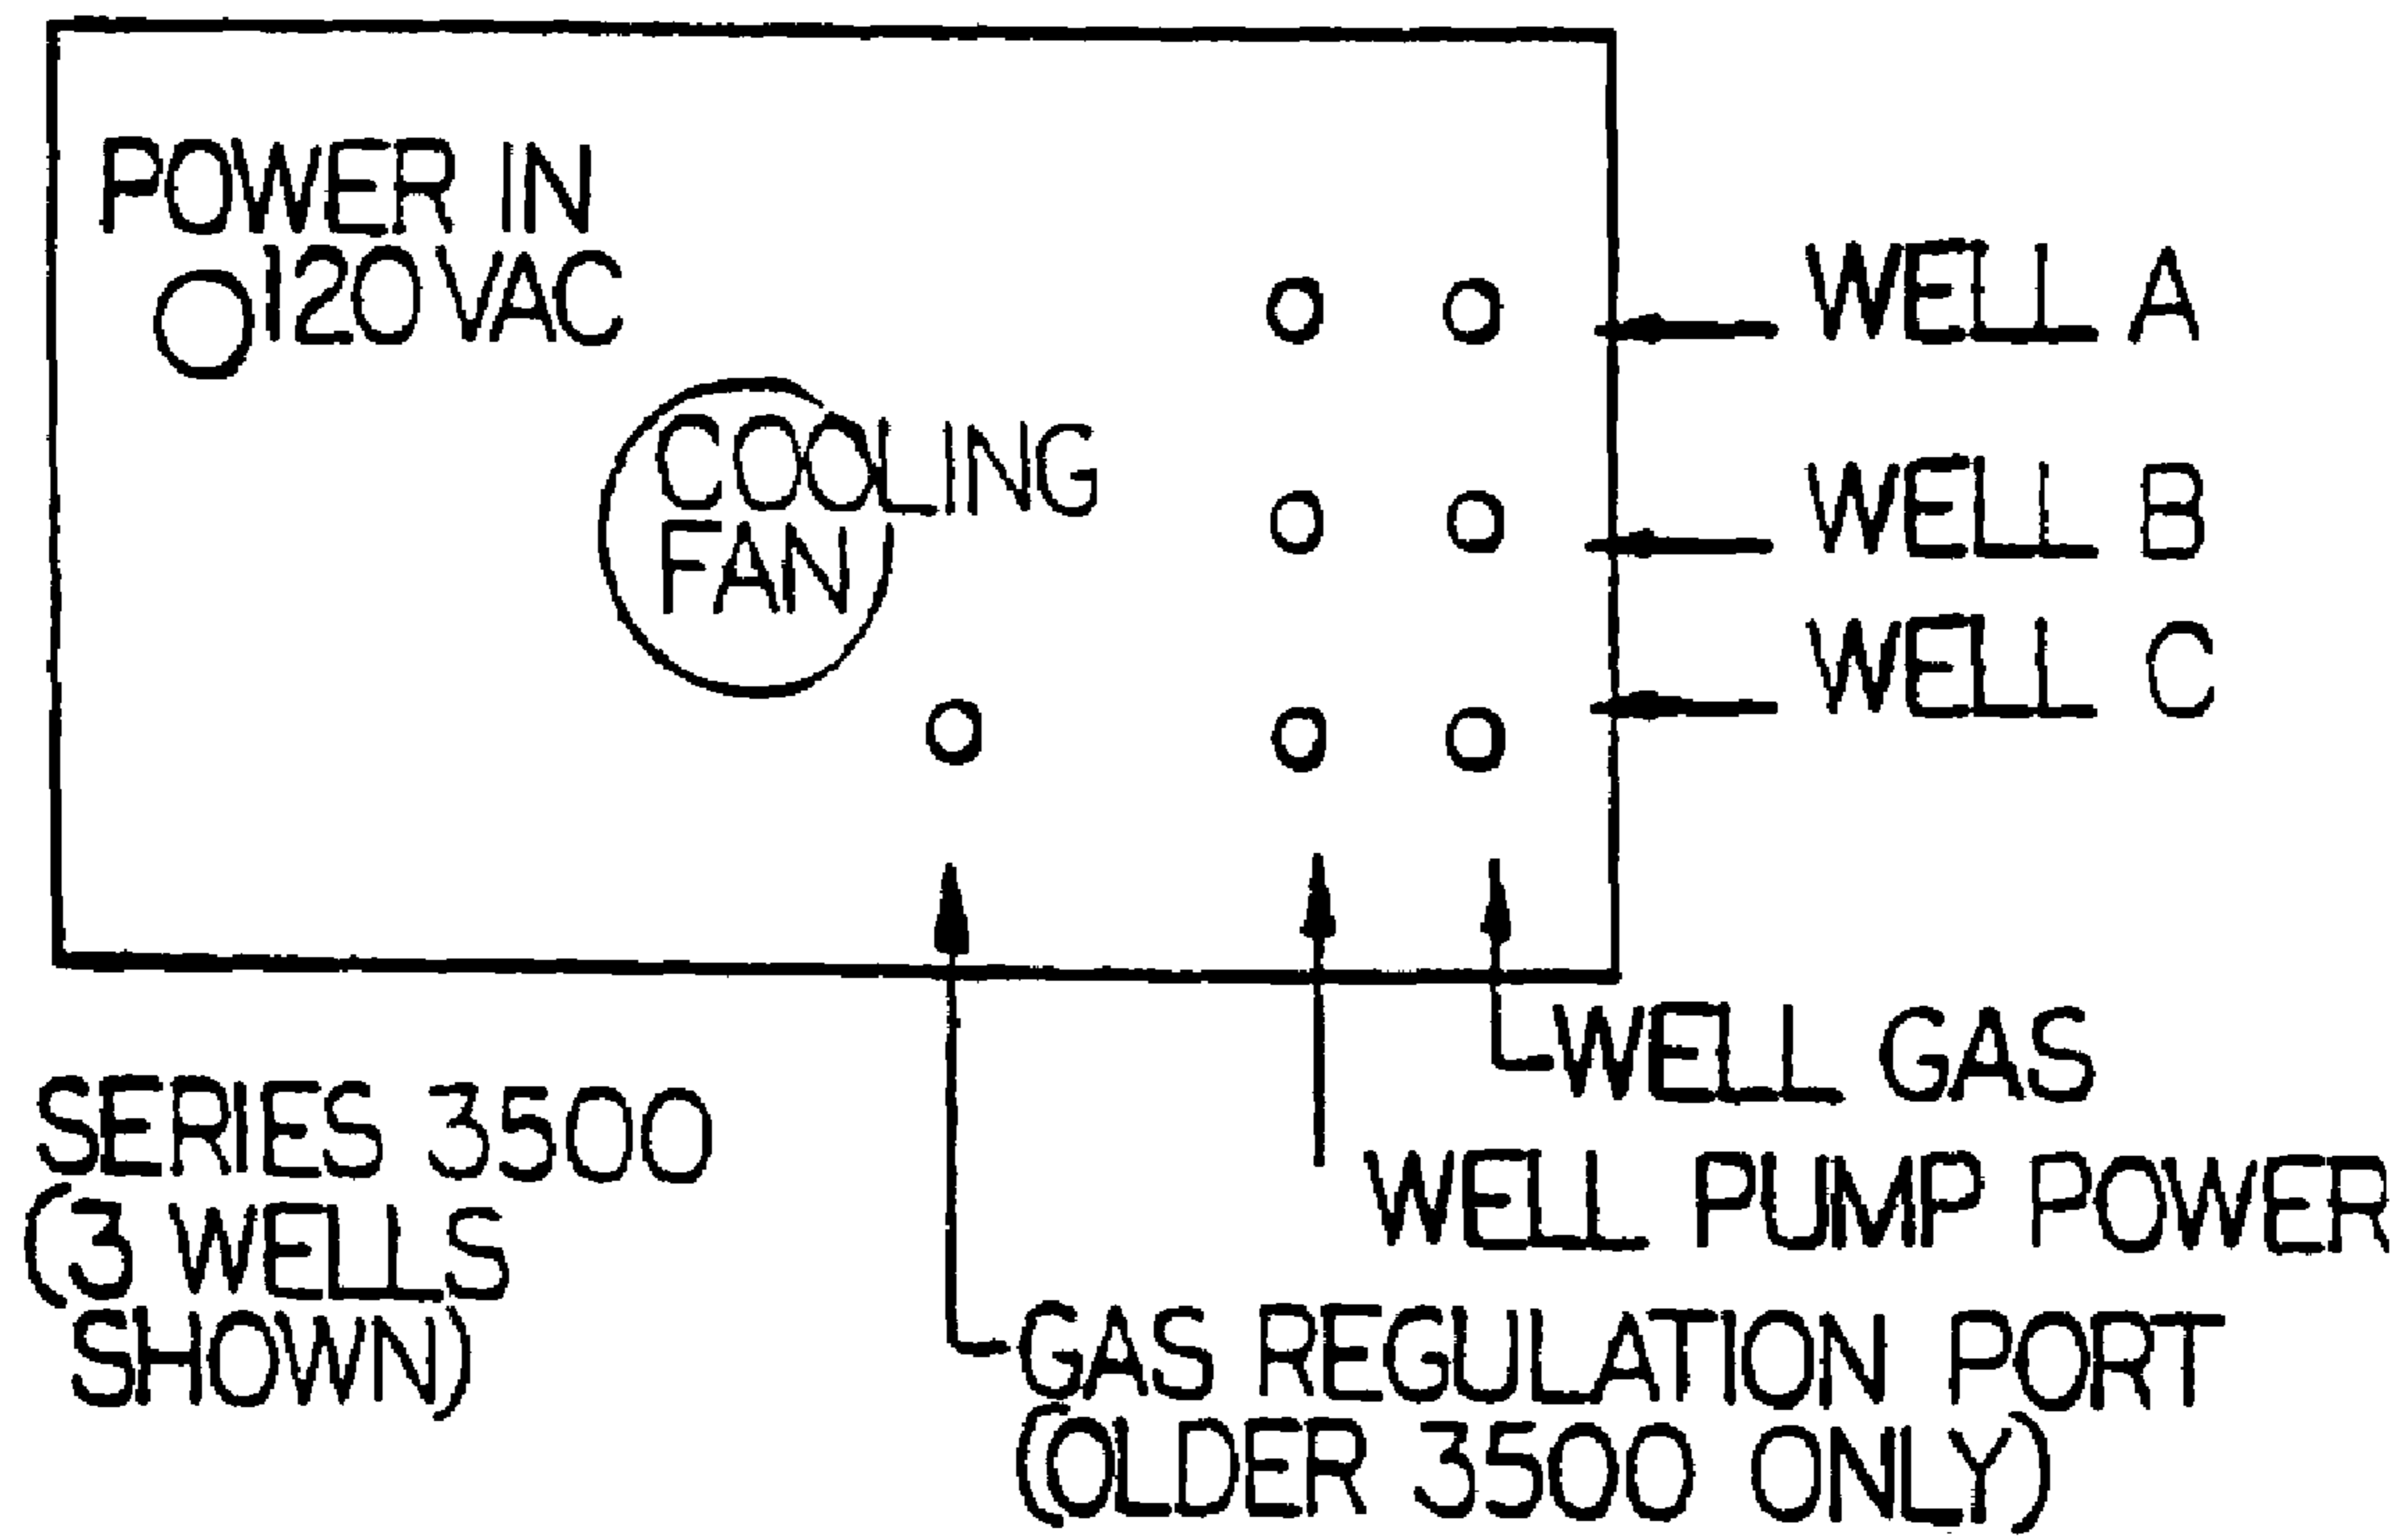 POWER IN
120 VAC
COOLING
FAN
WELL A
WELL B
WELL C
WELL GAS
WELL PUMP POWER
GAS REGULATION PORT
(OLDER 3500 ONLY)
SERIES 3500
(3 WELLS
SHOWN)